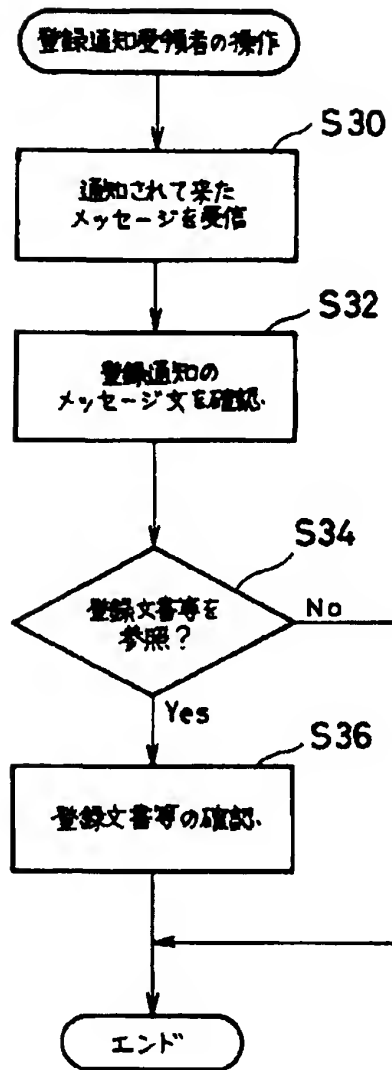 登録通知受領者の操作
S30
通知されて来た
メッセージを受信
S32
登録通知の
メッセージ文を確認.
S34
登録文書等を
参照?
No
Yes
S36
登録文書等の確認.
エンド